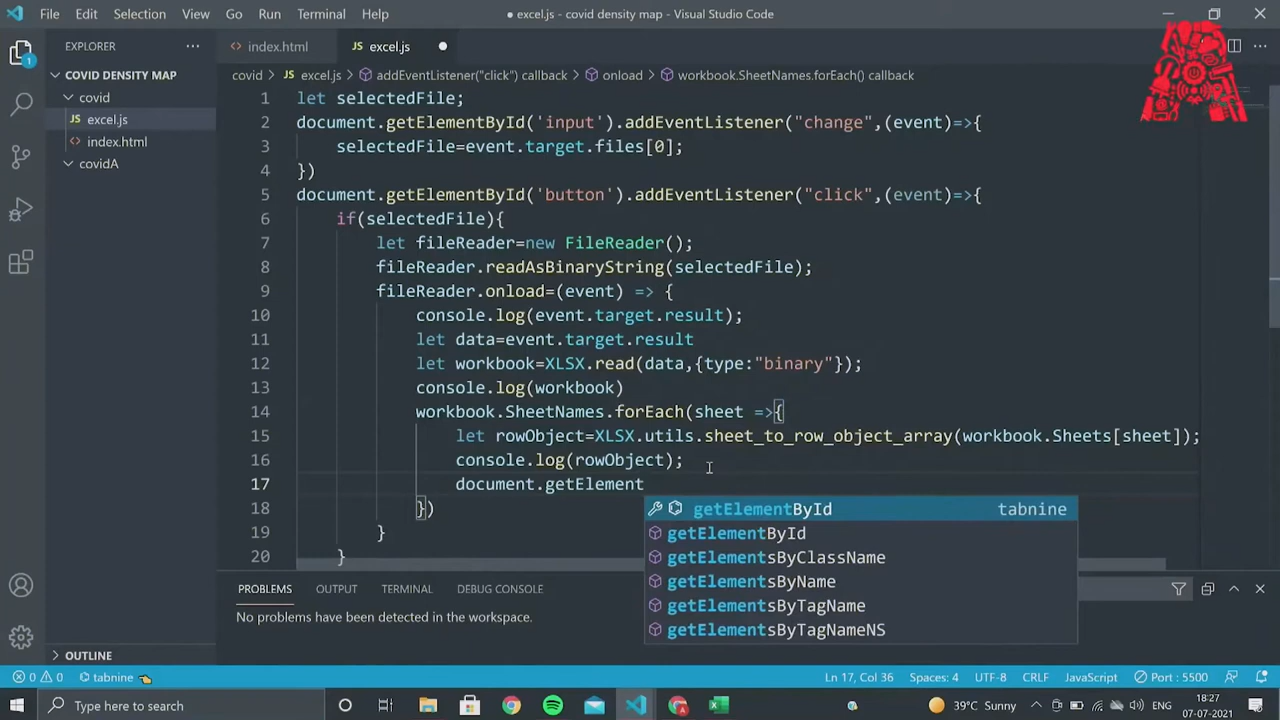 File Edit Selection View Go Run Terminal Help ● excel.js - covid density map - Visual Studio Code
EXPLORER ...
index.html
JS excel.js ●
COVID DENSITY MAP
covid
JS excel.js
index.html
covidA
covid > JS excel.js > addEventListener("click") callback > onload > workbook.SheetNames.forEach() callback
1 let selectedFile;
2 document.getElementById('input').addEventListener("change",(event)=>{
3 selectedFile=event.target.files[0];
4 })
5 document.getElementById('button').addEventListener("click",(event)=>{
6 if(selectedFile){
7 let fileReader=new FileReader();
8 fileReader.readAsBinaryString(selectedFile);
9 fileReader.onload=(event) => {
10 console.log(event.target.result);
11 let data=event.target.result
12 let workbook=XLSX.read(data,{type:"binary"});
13 console.log(workbook)
14 workbook.SheetNames.forEach(sheet =>{
15 let rowObject=XLSX.utils.sheet_to_row_object_array(workbook.Sheets[sheet]);
16 console.log(rowObject);
17 document.getElement
18 })
19 }
20 }
getElementById tabnine
getElementById
getElementsByClassName
getElementsByName
getElementsByTagName
getElementsByTagNameNS
PROBLEMS OUTPUT TERMINAL DEBUG CONSOLE
No problems have been detected in the workspace.
OUTLINE
0 0 tabnine Ln 17, Col 36 Spaces: 4 UTF-8 CRLF JavaScript Port : 5500
Type here to search
39°C Sunny
ENG
18:27
07-07-2021